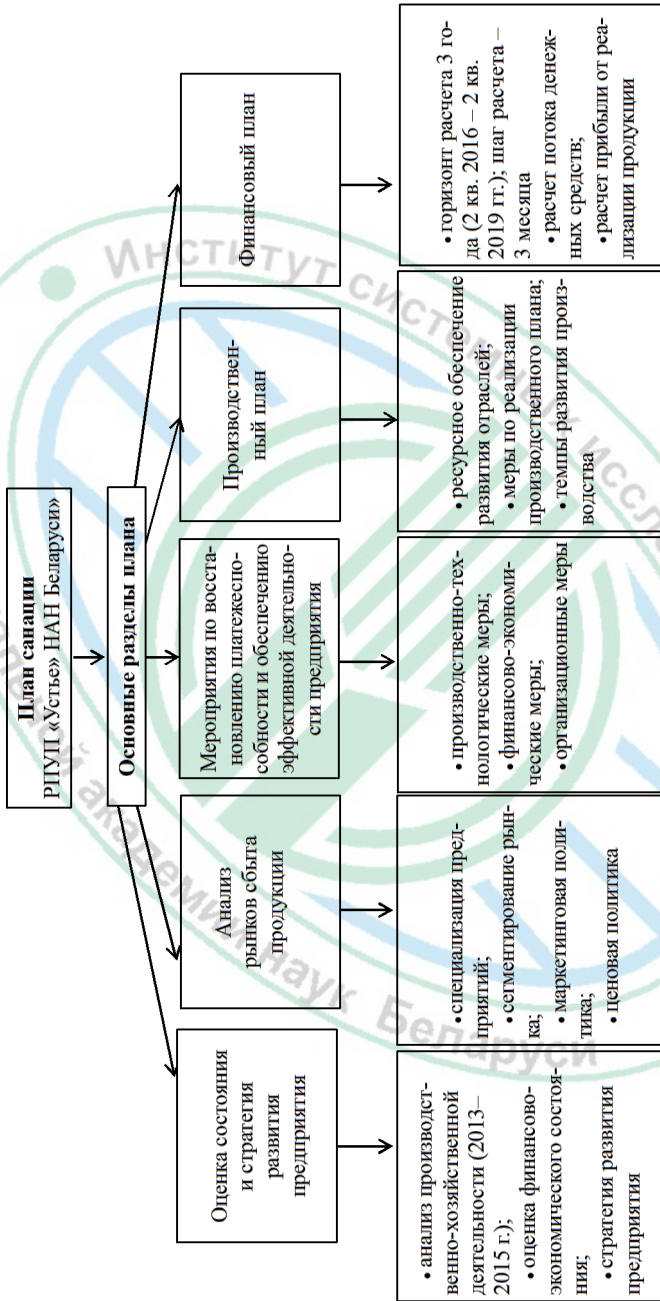 План санации
РПУП «Устье» НАН Беларуси»
Основные разделы плана
Оценка состояния
и стратегия
развития
предприятия
Анализ
рынков сбыта
продукции
Мероприятия по восста-
новлению платежеспо-
собности и обеспечению
эффективной деятельно-
сти предприятия
Производствен-
ный план
Финансовый план
• анализ производст-
венно-хозяйственной
деятельности (2013–
2015 г.);
• оценка финансово-
экономического состоя-
ния;
• стратегия развития
предприятия
• специализация пред-
приятий;
• сегментирование рын-
ка;
• маркетинговая поли-
тика;
• ценовая политика
• производственно-тех-
нологические меры;
• финансово-экономи-
ческие меры;
• организационные меры
• ресурсное обеспечение
развития отраслей;
• меры по реализации
производственного плана;
• темпы развития произ-
водства
• горизонт расчета 3 го-
да (2 кв. 2016 – 2 кв.
2019 гг.); шаг расчета –
3 месяца
• расчет потока денеж-
ных средств;
• расчет прибыли от реа-
лизации продукции
Институт системных
академии наук Беларуси